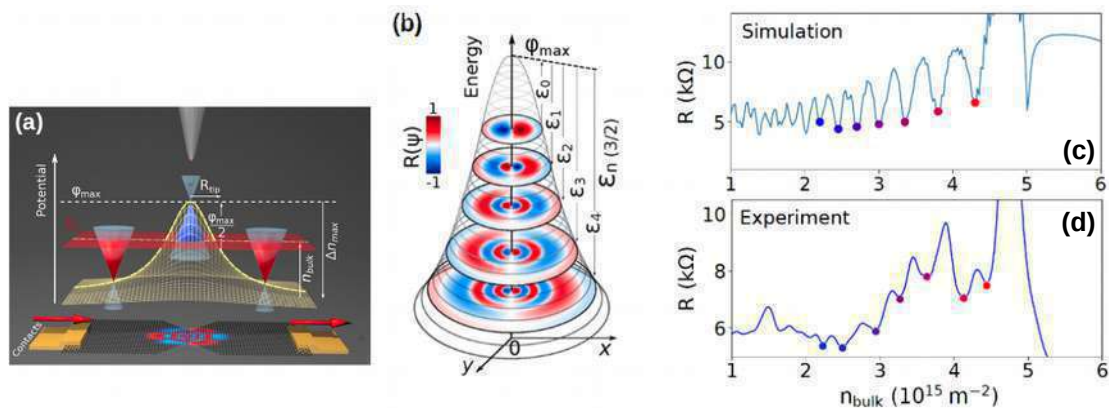 (a)
Potential
φmax
Rtip
φmax
2
nbulk
Δnmax
Contacts
(b)
Energy
φmax
R(ψ)
1
-1
ε0
ε1
ε2
ε3
ε4
εn (3/2)
0
x
y
Simulation
(c)
R (kΩ)
10
5
1 2 3 4 5 6
Experiment
(d)
R (kΩ)
10
8
6
1 2 3 4 5 6
nbulk (10^15 m^-2)